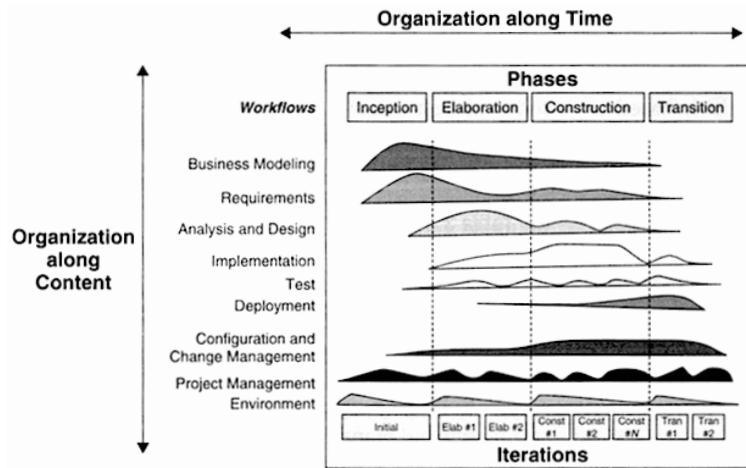 Organization along Time
Phases
Workflows
Inception
Elaboration
Construction
Transition
Business Modeling
Requirements
Analysis and Design
Implementation
Test
Deployment
Configuration and
Change Management
Project Management
Environment
Organization
along
Content
Initial
Elab #1
Elab #2
Const
#1
Const
#2
Const
#N
Tran
#1
Tran
#2
Iterations